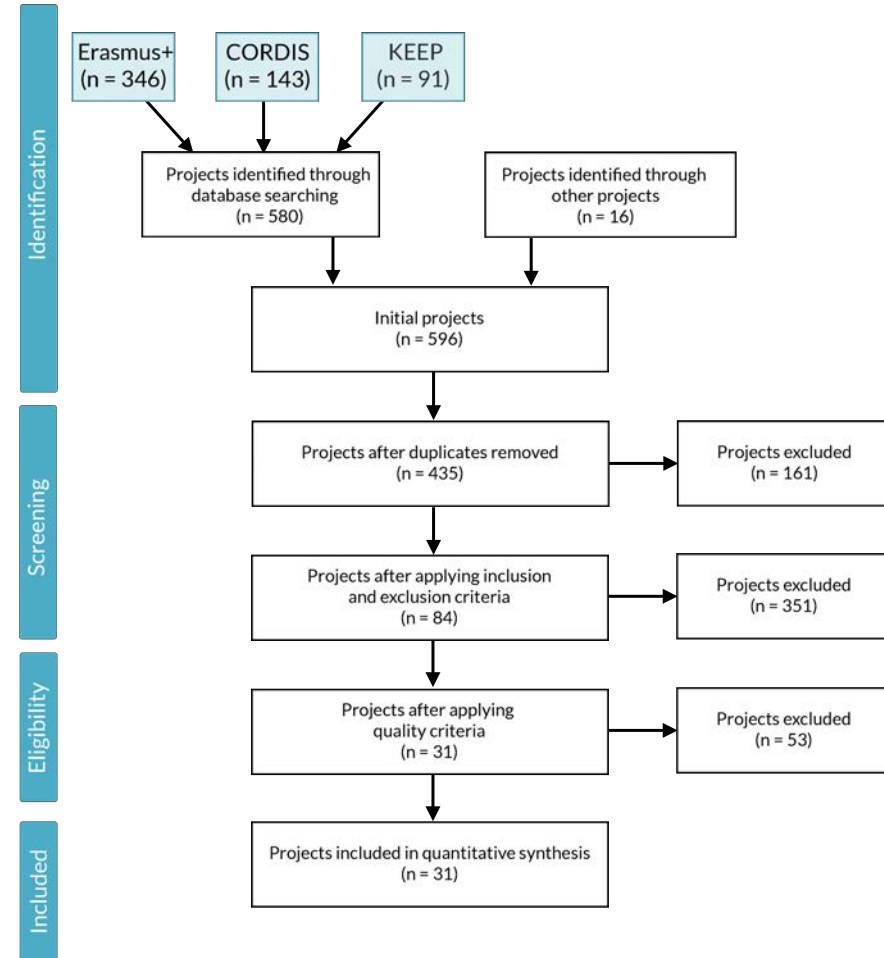 Erasmus+
(n = 346)
CORDIS
(n = 143)
KEEP
(n = 91)
Identification
Projects identified through
database searching
(n = 580)
Projects identified through
other projects
(n = 16)
Initial projects
(n = 596)
Screening
Projects after duplicates removed
(n = 435)
Projects excluded
(n = 161)
Projects after applying inclusion
and exclusion criteria
(n = 84)
Projects excluded
(n = 351)
Eligibility
Projects after applying
quality criteria
(n = 31)
Projects excluded
(n = 53)
Included
Projects included in quantitative synthesis
(n = 31)